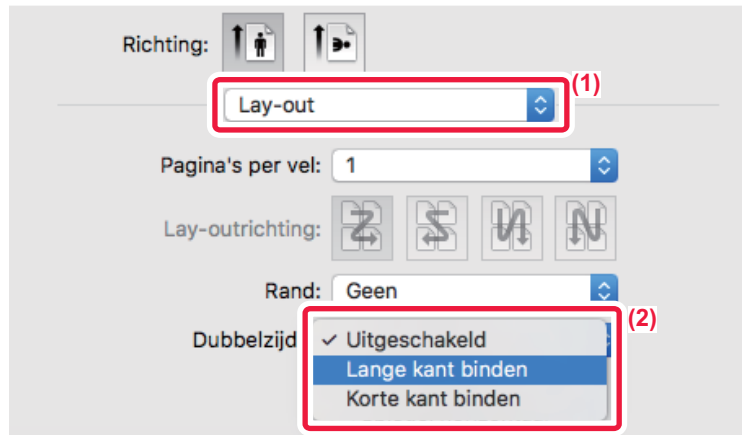 Richting:
(1)
Lay-out
Pagina's per vel: 1
Lay-outrichting:
Rand: Geen
(2)
Dubbelzijd ✓ Uitgeschakeld
Lange kant binden
Korte kant binden